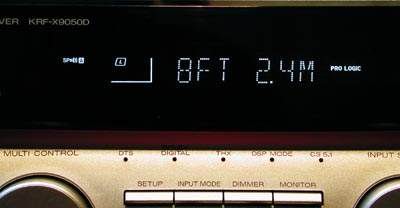 VER KRF-X9050D
SP A L 8FT 2.4M PRO LOGIC
MULTI CONTROL DTS DIGITAL THX DSP MODE CS 5.1 INPUT S
SETUP INPUT MODE DIMMER MONITOR